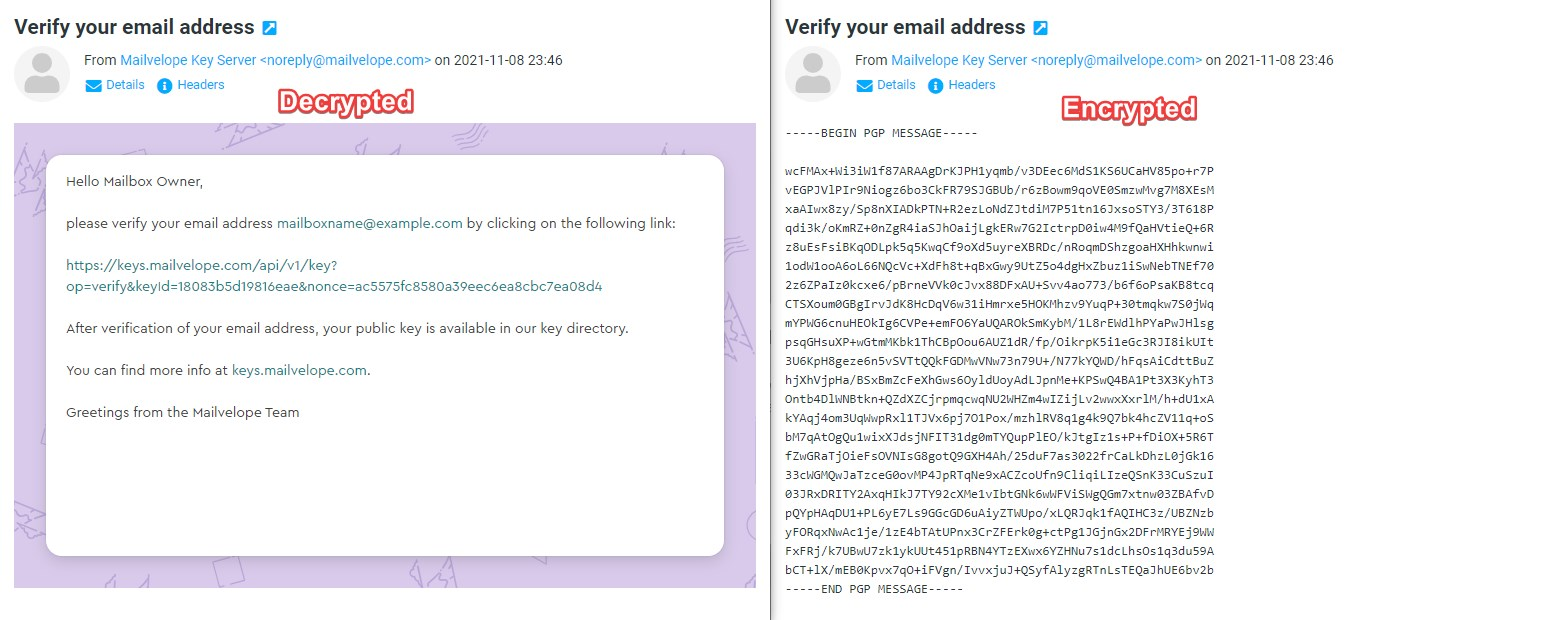 Verify your email address
From Mailvelope Key Server <noreply@mailvelope.com> on 2021-11-08 23:46
Details Headers
Decrypted
Hello Mailbox Owner,
please verify your email address mailboxname@example.com by clicking on the following link:
https://keys.mailvelope.com/api/v1/key?
op=verify&keyId=18083b5d19816eae&nonce=ac5575fc8580a39eec6ea8cbc7ea08d4
After verification of your email address, your public key is available in our key directory.
You can find more info at keys.mailvelope.com.
Greetings from the Mailvelope Team
Verify your email address
From Mailvelope Key Server <noreply@mailvelope.com> on 2021-11-08 23:46
Details Headers
Encrypted
-----BEGIN PGP MESSAGE-----
wcFMAx+Wi3iW1f87ARAAgDrKJPH1yqmb/v3DEec6MdS1KS6UCaHV85po+r7P
vEGPJVlPIr9Niogz6bo3CkFR79SJGBUb/r6zBowm9qoVE0SmzwMvg7M8XEsM
xaAIwx8zy/Sp8nXIADkPTN+R2ezLoNdZJtdiM7P51tn16JxsoSTY3/3T618P
qdi3k/oKmRZ+0nZgR4iaSJhOaijLgkERw7G2IctrpD0iw4M9fQaHVtieQ+6R
z8uEsFsiBKqODLpk5q5KwqCf9oXd5uyreXBRDc/nRoqmDShzgoaHXHhkwnwi
1odW1ooA6oL66NQcVc+XdFh8t+qBxGwy9UtZ5o4dgHxZbuz1iSwNebTNEf70
2z6ZPaIz0kcxe6/pBrneVVk0cJvx88DFxAU+Svv4ao773/b6f6oPsaKB8tcq
CTSXoum0GBgIrvJdK8HcDqV6w31iHmrxe5HOKMhzv9YuqP+30tmqkw7S0jWq
mYPWG6cnuHEOkIg6CVPe+emFO6YaUQAROkSmKybM/1L8rEWdlhPYaPwJHlsg
psqGHsuXP+wGtmMKbk1ThCBpOou6AUZ1dR/fp/OikrpK5i1eGc3RJI8ikUIt
3U6KpH8geze6n5vSVTtQQkFGDMwVNw73n79U+/N77kYQWD/hFqsAiCdttBuZ
hjXhVjpHa/BSxBmZcFeXhGws6OyldUoyAdLJpnMe+KPSwQ4BA1Pt3X3KyhT3
Ontb4DlWNBtkn+QZdXZCjrpmqcwqNU2WHZm4wIZijLv2wwxXxrlM/h+dU1xA
kYAqj4om3UqWwpRxl1TJVx6pj7O1Pox/mzhlRV8q1g4k9Q7bk4hcZV11q+oS
bM7qAtOgQu1wixXJdsjNFIT31dg0mTYQupPlEO/kJtgIz1s+P+fDiOX+5R6T
fZwGRaTjOieFsOVNIsG8gotQ9GXH4Ah/25duF7as3022frCaLkDhzL0jGk16
33cWGMQwJaTzceG0ovMP4JpRTqNe9xACZcoUfn9CliqiLIzeQSnK33CuSzuI
03JRxDRITY2AxqHIkJ7TY92cXMe1vIbtGNk6wWFViSWgQGm7xtnw03ZBAfvD
pQYpHAqDU1+PL6yE7Ls9GGcGD6uAiyZTWUpo/xLQRJqk1fAQIHC3z/UBZNzb
yFORqxNwAc1je/1zE4bTAtUPnx3CrZFErk0g+ctPg1JGjnGx2DFrMRYEj9WW
FxFRj/k7UBwU7zk1ykUUt451pRBN4YTzEXwx6YZHNu7s1dcLhsOs1q3du59A
bCT+lX/mEB0Kpvx7qO+iFVgn/IvvxjuJ+QSyfAlyzgRTnLsTEQaJhUE6bv2b
-----END PGP MESSAGE-----